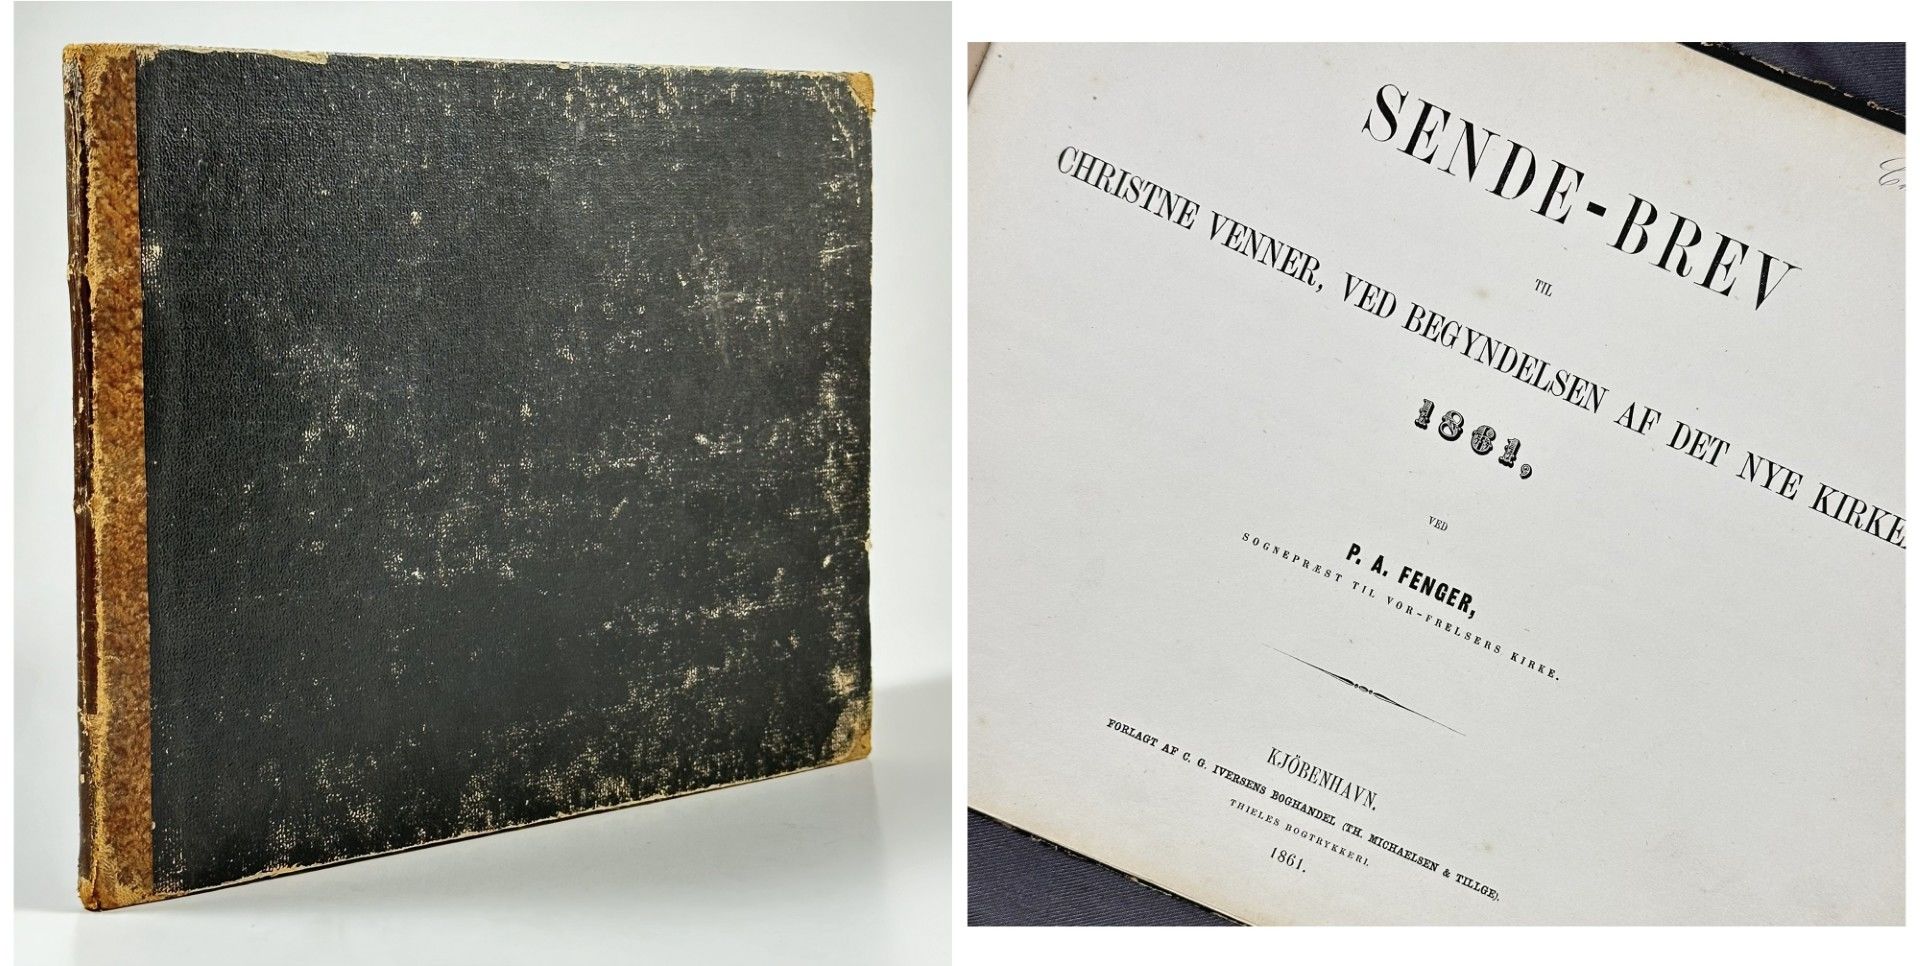 SENDE-BREV
TIL
CHRISTNE VENNER, VED BEGYNDELSEN AF DET NYE
1861,
VED
P. A. FENGER,
SOGNEPRÆST TIL VOR-FRELSERS KIRKE.
KJÖBENHAVN.
FORLAGT AF C. G. IVERSENS BOGHANDEL (TH. MICHAELSEN & TILLGE).
THIELES BOGTRYKKERI.
1861.